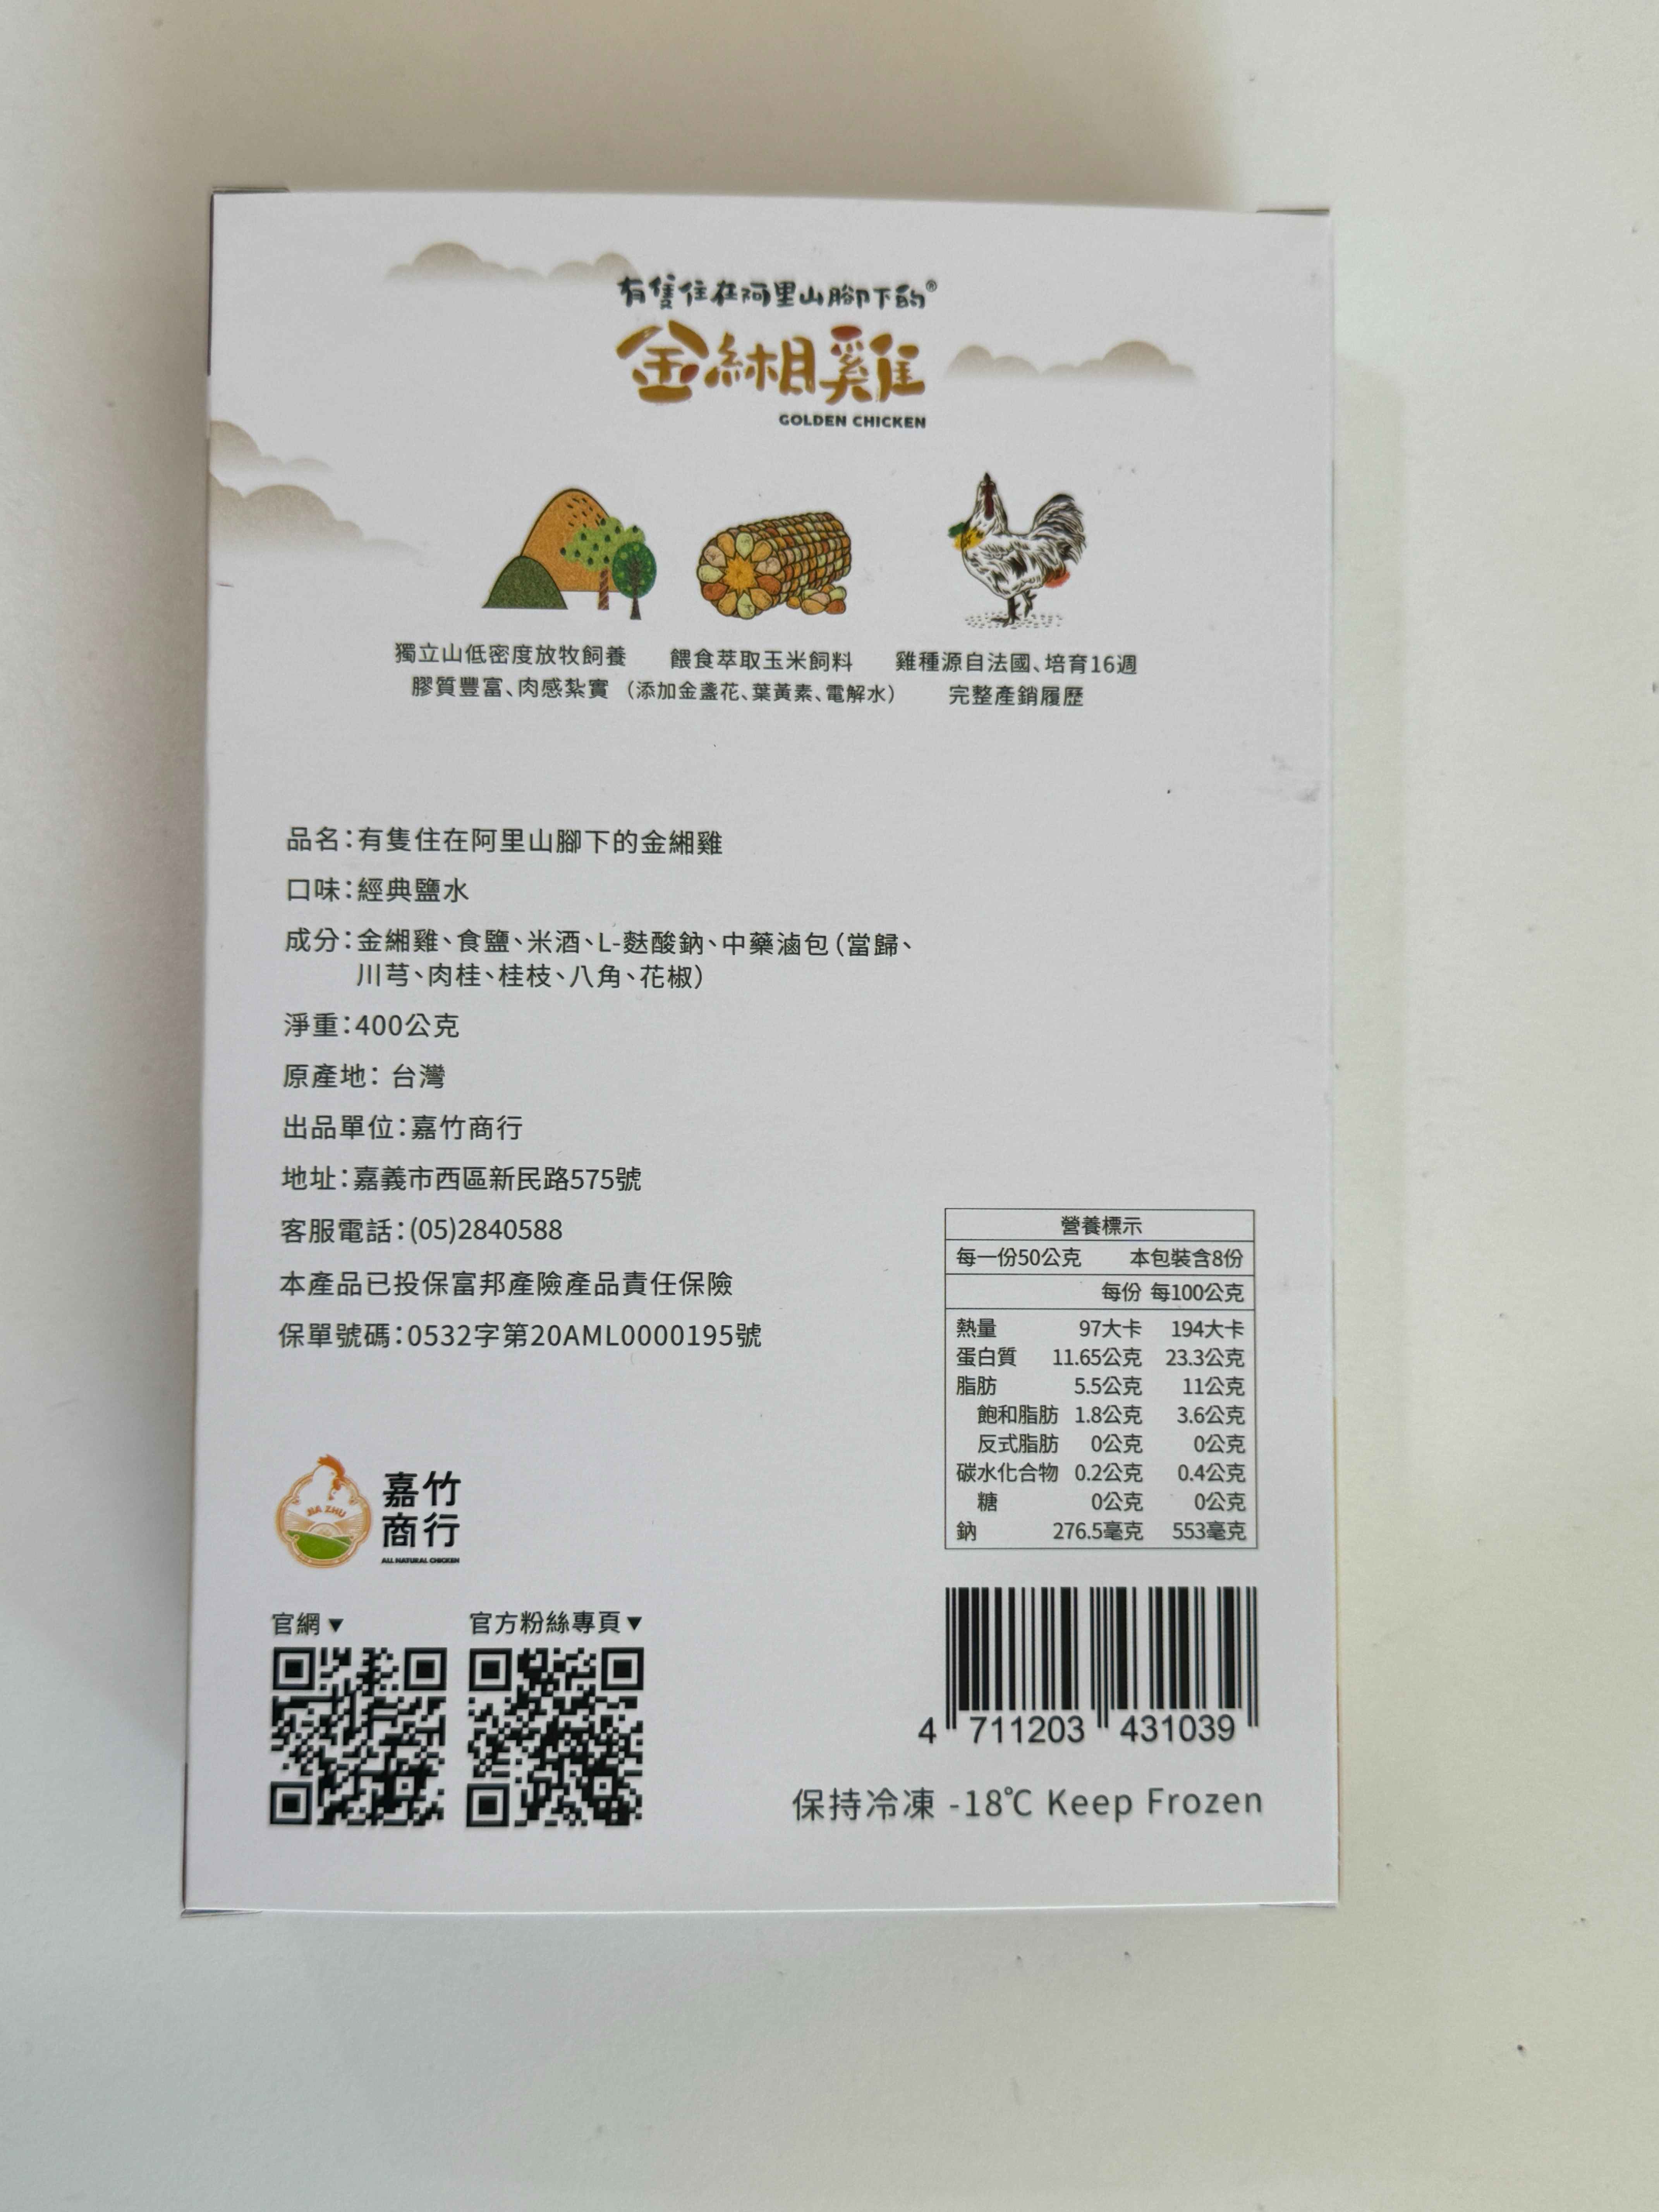 有隻住在阿里山腳下的®
金緗雞
GOLDEN CHICKEN
獨立山低密度放牧飼養
膠質豐富、肉感紮實
餵食萃取玉米飼料
（添加金盞花、葉黃素、電解水）
雞種源自法國、培育16週
完整產銷履歷
品名：有隻住在阿里山腳下的金緗雞
口味：經典鹽水
成分：金緗雞、食鹽、米酒、L-麩酸鈉、中藥滷包（當歸、
川芎、肉桂、桂枝、八角、花椒）
淨重：400公克
原產地： 台灣
出品單位：嘉竹商行
地址：嘉義市西區新民路575號
客服電話：(05)2840588
本產品已投保富邦產險產品責任保險
保單號碼：0532字第20AML0000195號
營養標示
每一份50公克 本包裝含8份
每份 每100公克
熱量 97大卡 194大卡
蛋白質 11.65公克 23.3公克
脂肪 5.5公克 11公克
飽和脂肪 1.8公克 3.6公克
反式脂肪 0公克 0公克
碳水化合物 0.2公克 0.4公克
糖 0公克 0公克
鈉 276.5毫克 553毫克
JIA ZHU
嘉竹
商行
ALL NATURAL CHICKEN
官網▼
官方粉絲專頁▼
4 711203 431039
保持冷凍 -18℃ Keep Frozen